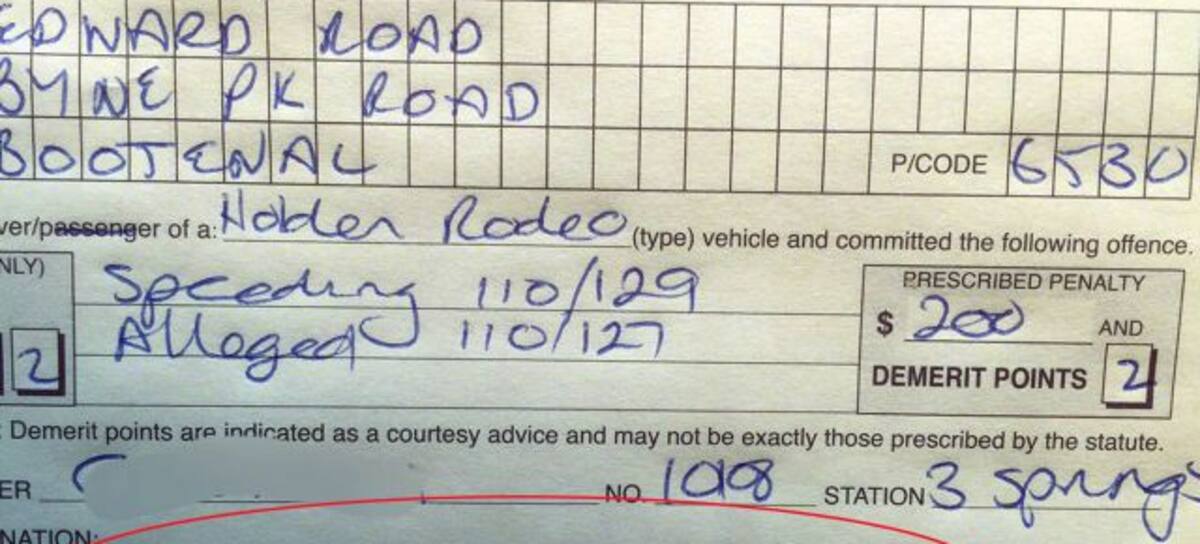 EDWARD ROAD
BYNE PK ROAD
BOOTENAL P/CODE 6530
ver/passenger of a: Holden Rodeo (type) vehicle and committed the following offence.
NLY) Speeding 110/129 PRESCRIBED PENALTY
2 Alleged 110/127 $ 200 AND
DEMERIT POINTS 2
: Demerit points are indicated as a courtesy advice and may not be exactly those prescribed by the statute.
ER NO. STATION 3 Springs
NATION: